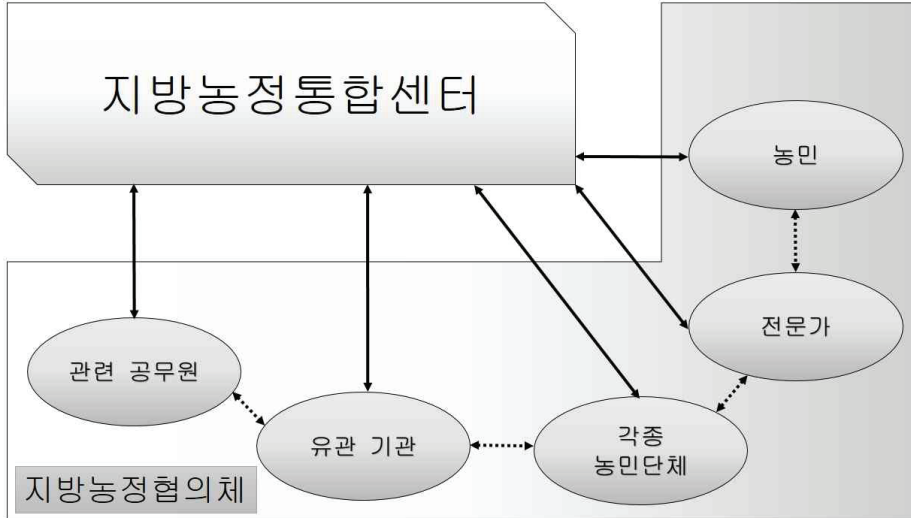 지방농정통합센터
농민
전문가
관련 공무원
유관 기관
각종
농민단체
지방농정협의체